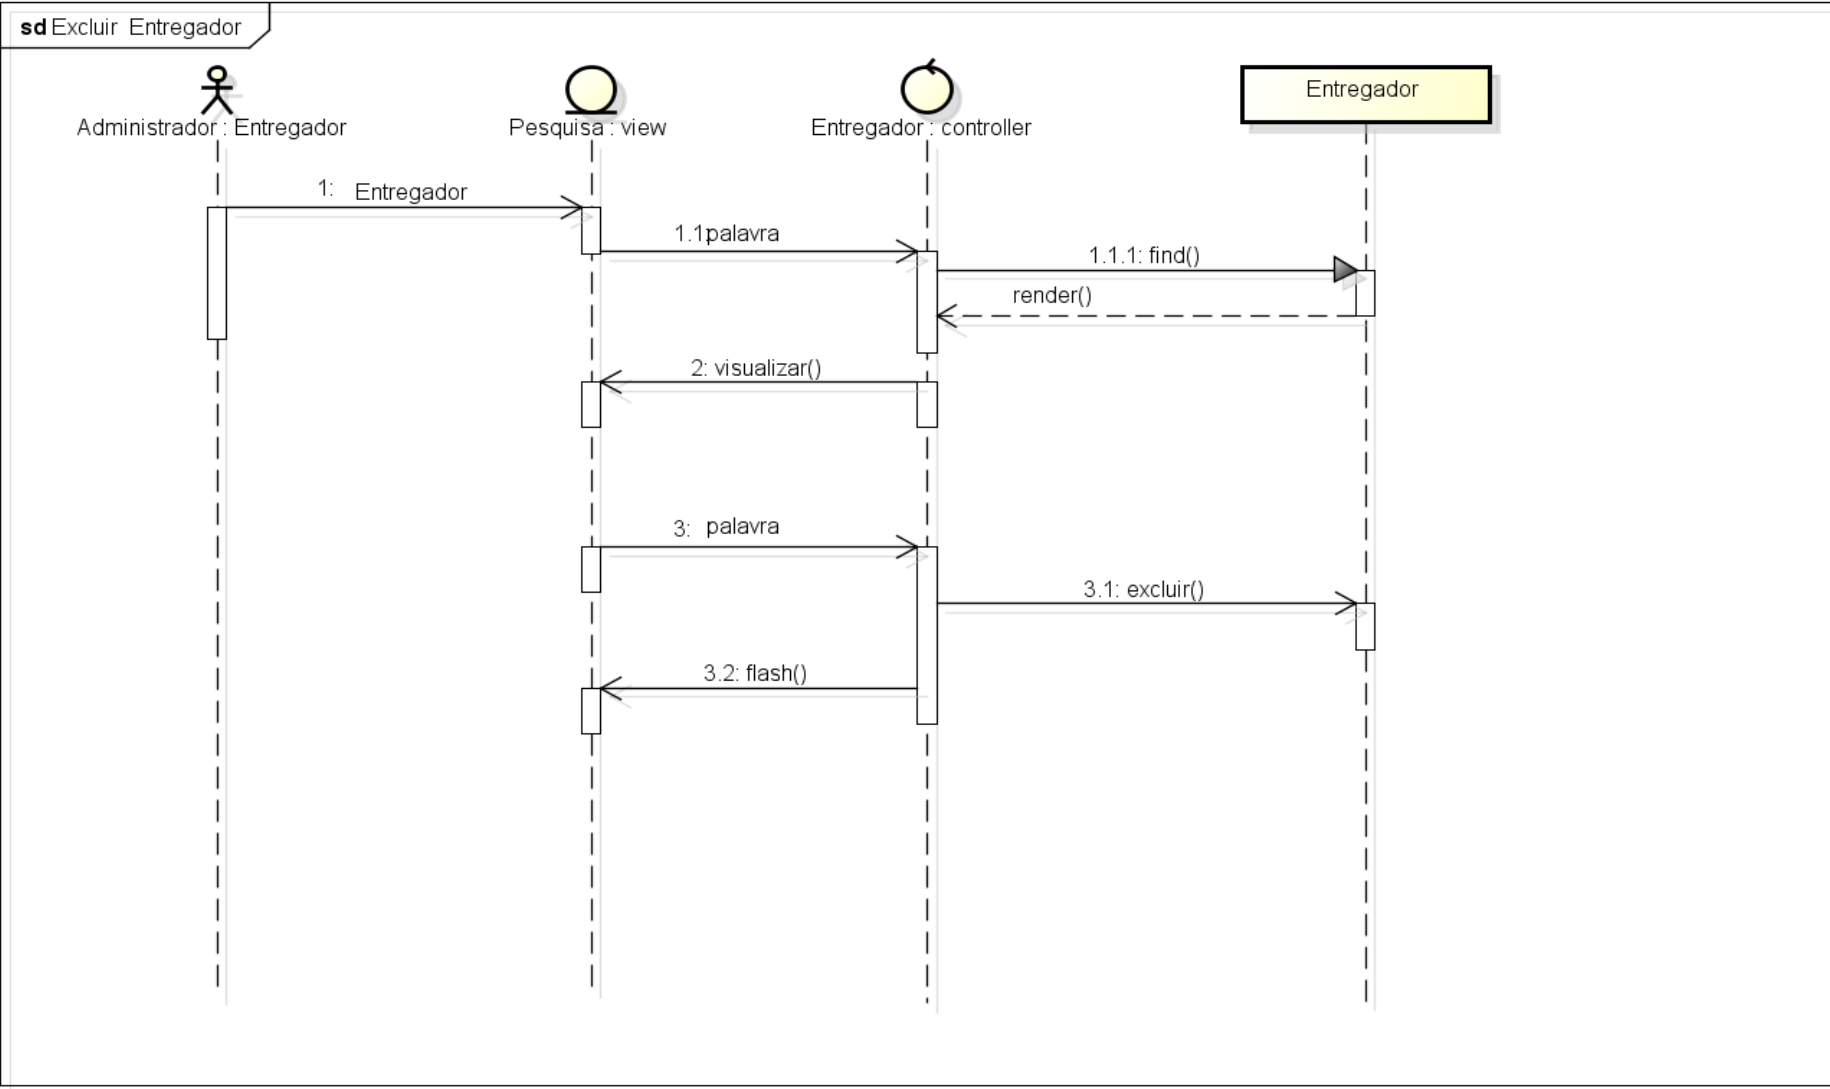 sd Excluir Entregador
Administrador : Entregador
Pesquisa : view
Entregador : controller
Entregador
1: Entregador
1.1palavra
1.1.1: find()
render()
2: visualizar()
3: palavra
3.1: excluir()
3.2: flash()